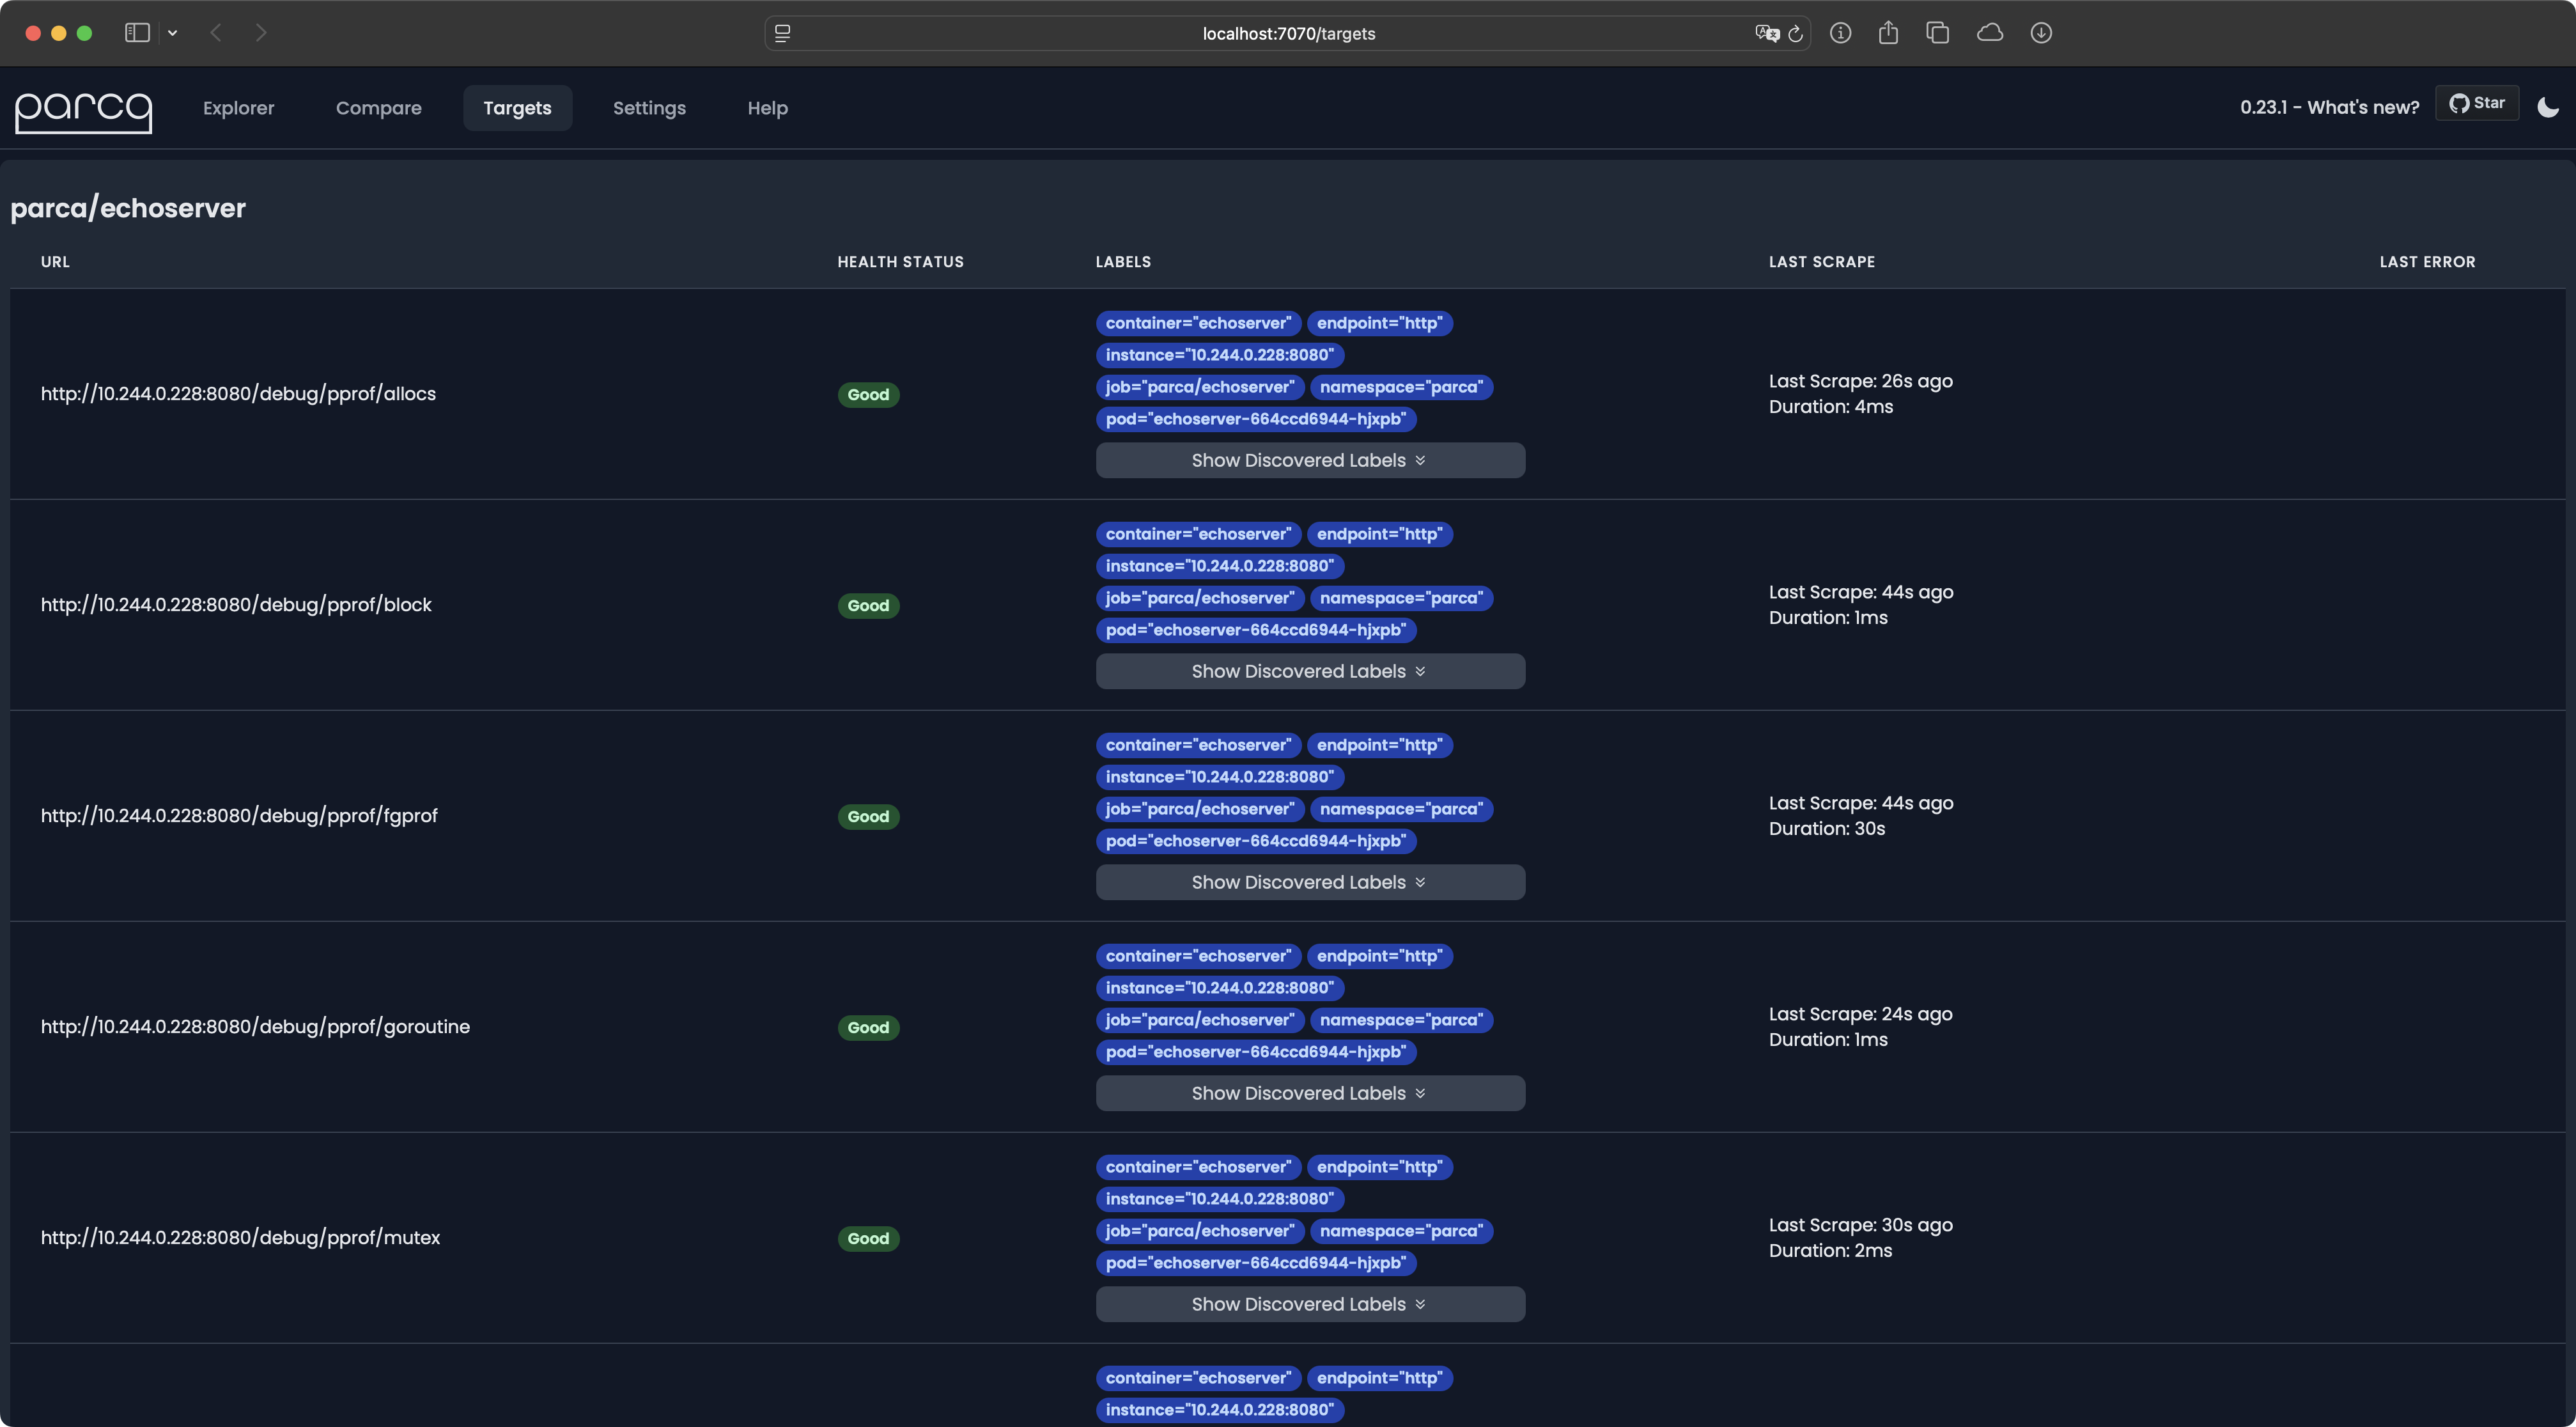 localhost:7070/targets
parca
Explorer
Compare
Targets
Settings
Help
0.23.1 - What's new?
Star
parca/echoserver
URL
HEALTH STATUS
LABELS
LAST SCRAPE
LAST ERROR
http://10.244.0.228:8080/debug/pprof/allocs
Good
container="echoserver" endpoint="http"
instance="10.244.0.228:8080"
job="parca/echoserver" namespace="parca"
pod="echoserver-664ccd6944-hjxpb"
Show Discovered Labels
Last Scrape: 26s ago
Duration: 4ms
http://10.244.0.228:8080/debug/pprof/block
Good
container="echoserver" endpoint="http"
instance="10.244.0.228:8080"
job="parca/echoserver" namespace="parca"
pod="echoserver-664ccd6944-hjxpb"
Show Discovered Labels
Last Scrape: 44s ago
Duration: 1ms
http://10.244.0.228:8080/debug/pprof/fgprof
Good
container="echoserver" endpoint="http"
instance="10.244.0.228:8080"
job="parca/echoserver" namespace="parca"
pod="echoserver-664ccd6944-hjxpb"
Show Discovered Labels
Last Scrape: 44s ago
Duration: 30s
http://10.244.0.228:8080/debug/pprof/goroutine
Good
container="echoserver" endpoint="http"
instance="10.244.0.228:8080"
job="parca/echoserver" namespace="parca"
pod="echoserver-664ccd6944-hjxpb"
Show Discovered Labels
Last Scrape: 24s ago
Duration: 1ms
http://10.244.0.228:8080/debug/pprof/mutex
Good
container="echoserver" endpoint="http"
instance="10.244.0.228:8080"
job="parca/echoserver" namespace="parca"
pod="echoserver-664ccd6944-hjxpb"
Show Discovered Labels
Last Scrape: 30s ago
Duration: 2ms
container="echoserver" endpoint="http"
instance="10.244.0.228:8080"